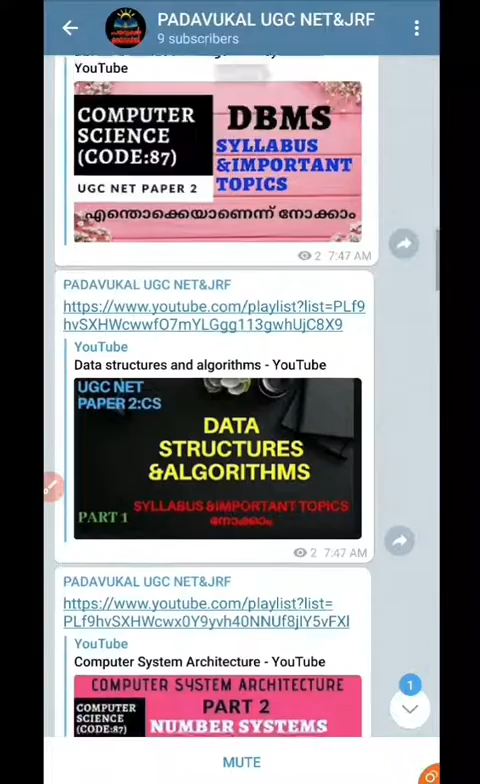 PADAVUKAL UGC NET&JRF
9 subscribers
YouTube
COMPUTER
SCIENCE
(CODE:87)
UGC NET PAPER 2
DBMS
SYLLABUS
&IMPORTANT
TOPICS
എന്തൊക്കെയാണെന്ന് നോക്കാം
2 7:47 AM
PADAVUKAL UGC NET&JRF
https://www.youtube.com/playlist?list=PLf9
hvSXHWcwwfO7mYLGgg113gwhUjC8X9
YouTube
Data structures and algorithms - YouTube
UGC NET
PAPER 2:CS
DATA
STRUCTURES
&ALGORITHMS
SYLLABUS &IMPORTANT TOPICS
നോക്കാം
PART 1
2 7:47 AM
PADAVUKAL UGC NET&JRF
https://www.youtube.com/playlist?list=
PLf9hvSXHWcwx0Y9yvh40NNUf8jlY5vFXl
YouTube
Computer System Architecture - YouTube
COMPUTER SYSTEM ARCHITECTURE
PART 2
COMPUTER
SCIENCE
(CODE:87)
NUMBER SYSTEMS
1
MUTE